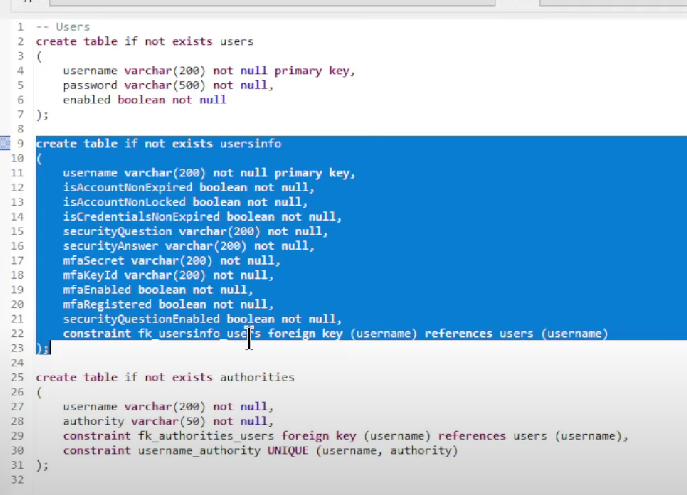 1 -- Users
2 create table if not exists users
3 (
4 username varchar(200) not null primary key,
5 password varchar(500) not null,
6 enabled boolean not null
7 );
8
9 create table if not exists usersinfo
10 (
11 username varchar(200) not null primary key,
12 isAccountNonExpired boolean not null,
13 isAccountNonLocked boolean not null,
14 isCredentialsNonExpired boolean not null,
15 securityQuestion varchar(200) not null,
16 securityAnswer varchar(200) not null,
17 mfaSecret varchar(200) not null,
18 mfaKeyId varchar(200) not null,
19 mfaEnabled boolean not null,
20 mfaRegistered boolean not null,
21 securityQuestionEnabled boolean not null,
22 constraint fk_usersinfo_users foreign key (username) references users (username)
23 );
24
25 create table if not exists authorities
26 (
27 username varchar(200) not null,
28 authority varchar(50) not null,
29 constraint fk_authorities_users foreign key (username) references users (username),
30 constraint username_authority UNIQUE (username, authority)
31 );
32